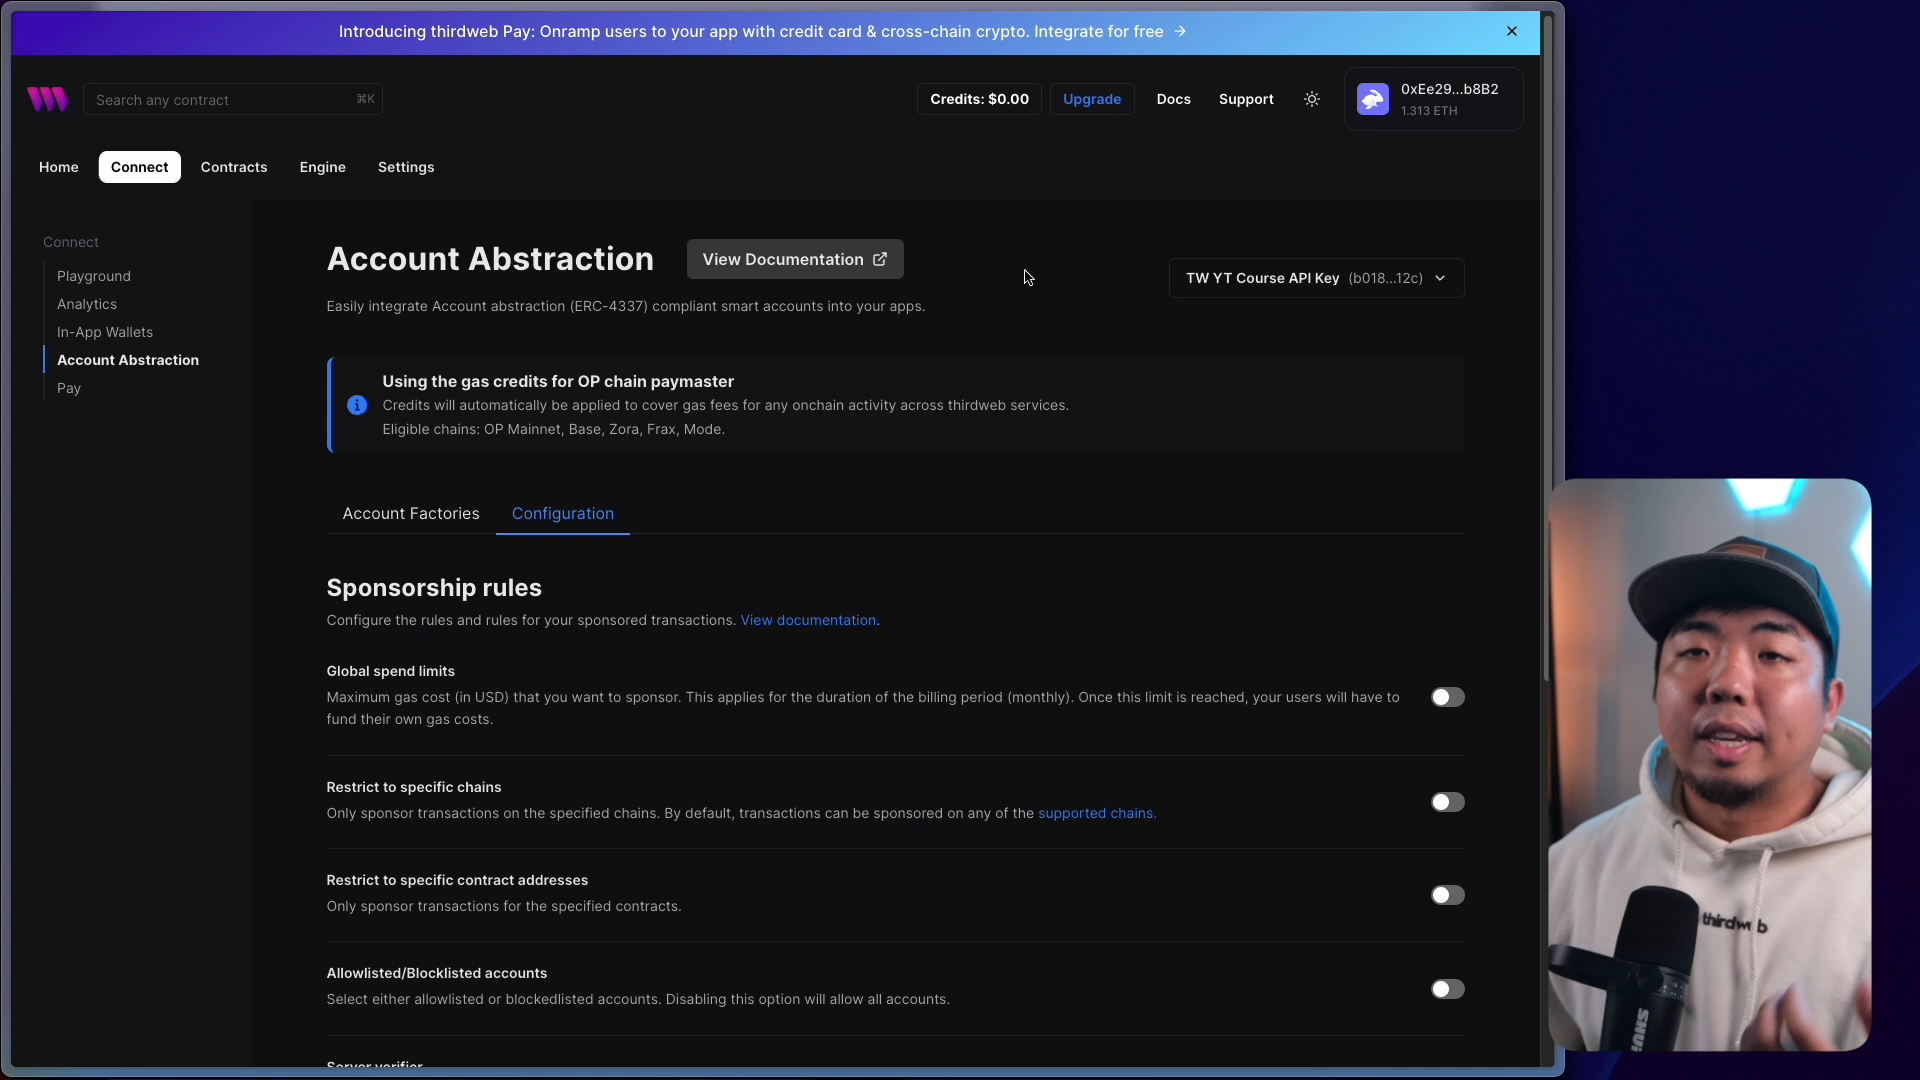 Introducing thirdweb Pay: Onramp users to your app with credit card & cross-chain crypto. Integrate for free →
Search any contract ⌘K
Credits: $0.00
Upgrade
Docs
Support
0xEe29...b8B2
1.313 ETH
Home
Connect
Contracts
Engine
Settings
Connect
Playground
Analytics
In-App Wallets
Account Abstraction
Pay
Account Abstraction
View Documentation
TW YT Course API Key (b018...12c)
Easily integrate Account abstraction (ERC-4337) compliant smart accounts into your apps.
Using the gas credits for OP chain paymaster
Credits will automatically be applied to cover gas fees for any onchain activity across thirdweb services.
Eligible chains: OP Mainnet, Base, Zora, Frax, Mode.
Account Factories
Configuration
Sponsorship rules
Configure the rules and rules for your sponsored transactions. View documentation.
Global spend limits
Maximum gas cost (in USD) that you want to sponsor. This applies for the duration of the billing period (monthly). Once this limit is reached, your users will have to
fund their own gas costs.
Restrict to specific chains
Only sponsor transactions on the specified chains. By default, transactions can be sponsored on any of the supported chains.
Restrict to specific contract addresses
Only sponsor transactions for the specified contracts.
Allowlisted/Blocklisted accounts
Select either allowlisted or blockedlisted accounts. Disabling this option will allow all accounts.
Server verifier
thirdweb